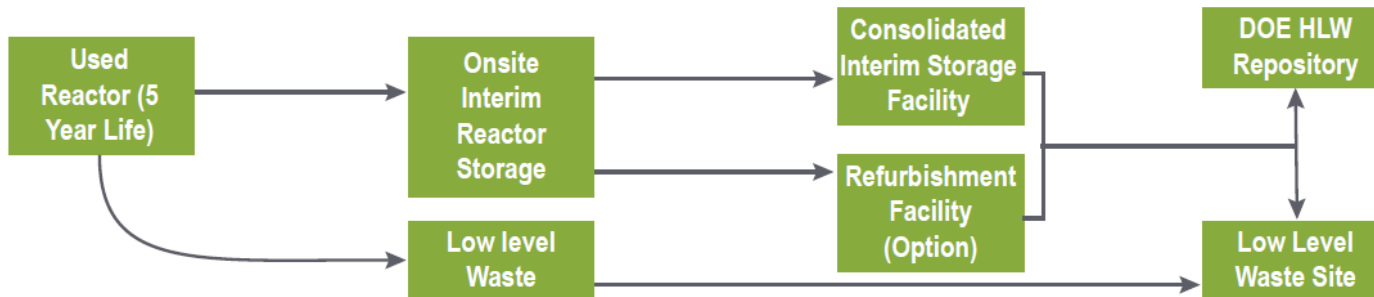 Used
Reactor (5
Year Life)
Onsite
Interim
Reactor
Storage
Low level
Waste
Consolidated
Interim Storage
Facility
Refurbishment
Facility
(Option)
DOE HLW
Repository
Low Level
Waste Site